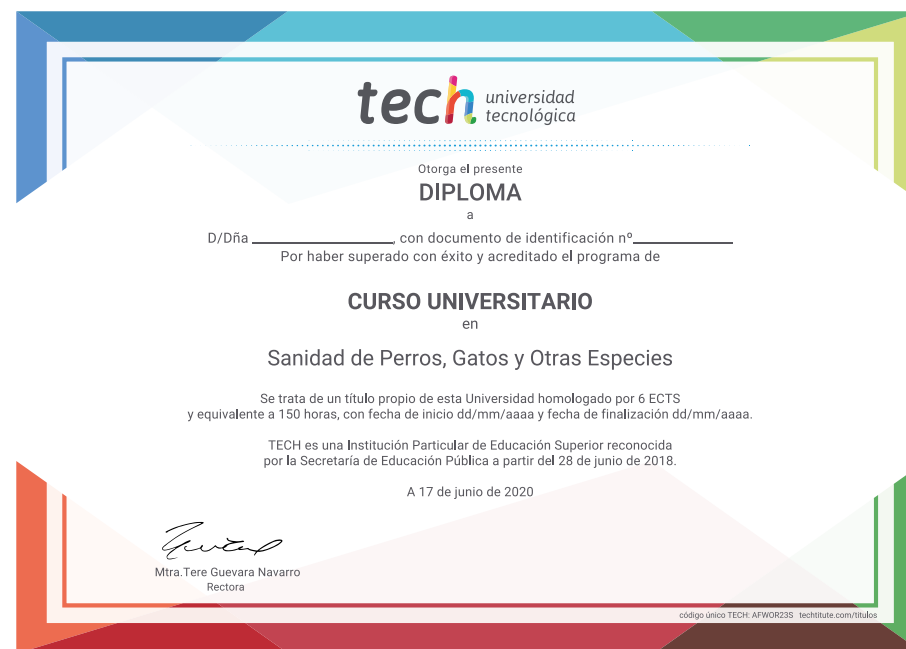 tech universidad
tecnológica
Otorga el presente
DIPLOMA
a
D/Dña ____________________, con documento de identificación nº______________
Por haber superado con éxito y acreditado el programa de
CURSO UNIVERSITARIO
en
Sanidad de Perros, Gatos y Otras Especies
Se trata de un título propio de esta Universidad homologado por 6 ECTS
y equivalente a 150 horas, con fecha de inicio dd/mm/aaaa y fecha de finalización dd/mm/aaaa.
TECH es una Institución Particular de Educación Superior reconocida
por la Secretaría de Educación Pública a partir del 28 de junio de 2018.
A 17 de junio de 2020
Mtra.Tere Guevara Navarro
Rectora
código único TECH: AFWOR23S techtitute.com/titulos